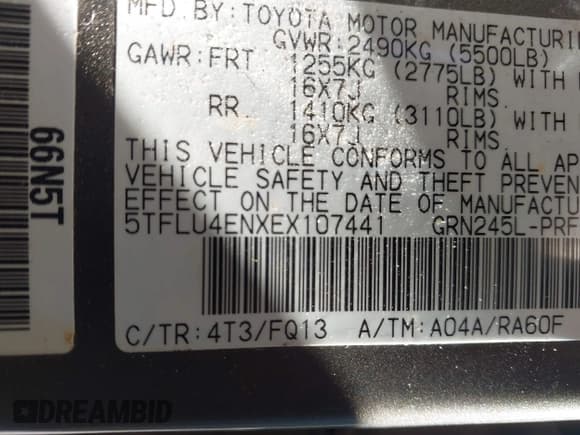 MFD. BY: TOYOTA MOTOR MANUFACTURIN
GVWR: 2490KG (5500LB)
GAWR: FRT 1255KG (2775LB) WITH
16X7J RIMS,
RR. 1410KG (3110LB) WITH
16X7J RIMS,
THIS VEHICLE CONFORMS TO ALL AP
VEHICLE SAFETY AND THEFT PREVEN
EFFECT ON THE DATE OF MANUFACTU
5TFLU4ENXEX107441 GRN245L-PRF
C/TR: 4T3/FQ13 A/TM: A04A/RA60F
66N5T
DREAMBID